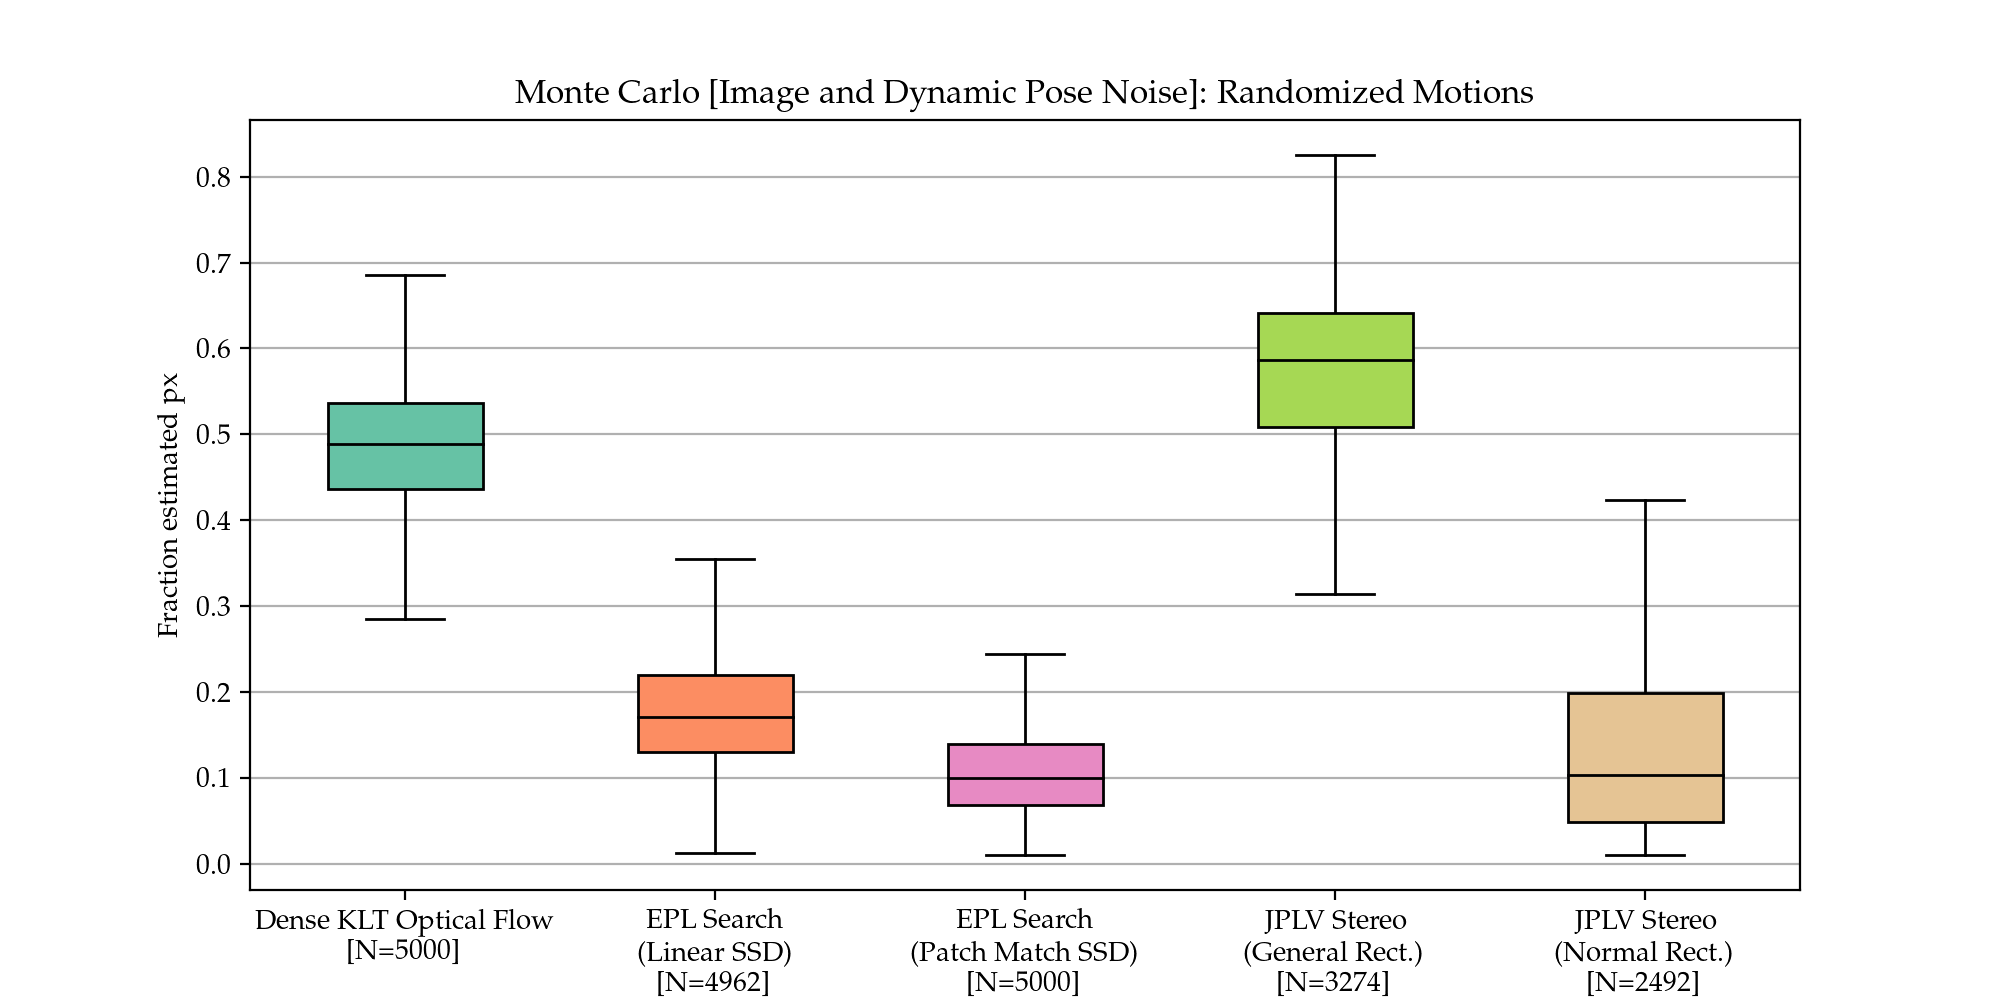 Monte Carlo [Image and Dynamic Pose Noise]: Randomized Motions
Fraction estimated px
0.8
0.7
0.6
0.5
0.4
0.3
0.2
0.1
0.0
Dense KLT Optical Flow
[N=5000]
EPL Search
(Linear SSD)
[N=4962]
EPL Search
(Patch Match SSD)
[N=5000]
JPLV Stereo
(General Rect.)
[N=3274]
JPLV Stereo
(Normal Rect.)
[N=2492]